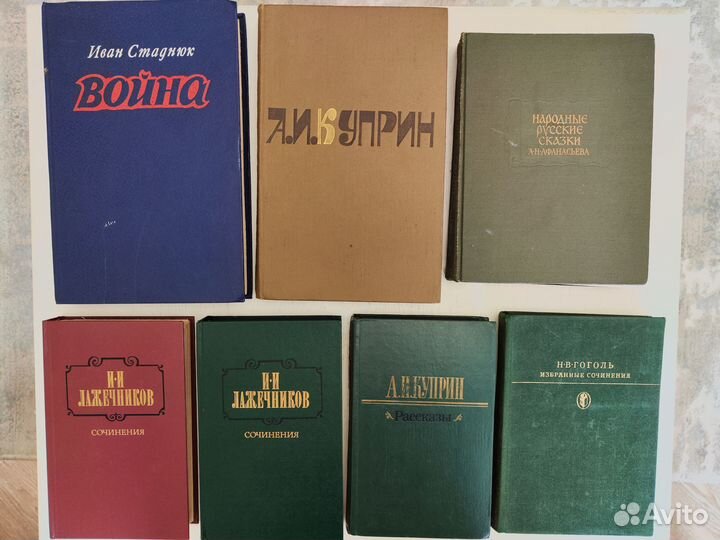 Иван Стаднюк
ВОЙНА
А.И.КУПРИН
НАРОДНЫЕ
РУССКИЕ
СКАЗКИ
А·Н·АФАНАСЬЕВА
И·И
ЛАЖЕЧНИКОВ
СОЧИНЕНИЯ
И·И
ЛАЖЕЧНИКОВ
СОЧИНЕНИЯ
А.И.КУПРИН
Рассказы
Н·В·ГОГОЛЬ
ИЗБРАННЫЕ СОЧИНЕНИЯ
Avito